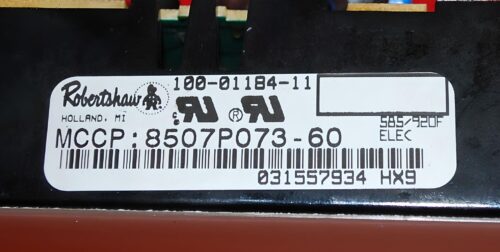 Robertshaw
100-01184-11
HOLLAND, MI
585/920F
MCCP:8507P073-60
ELEC
031557934 HX9